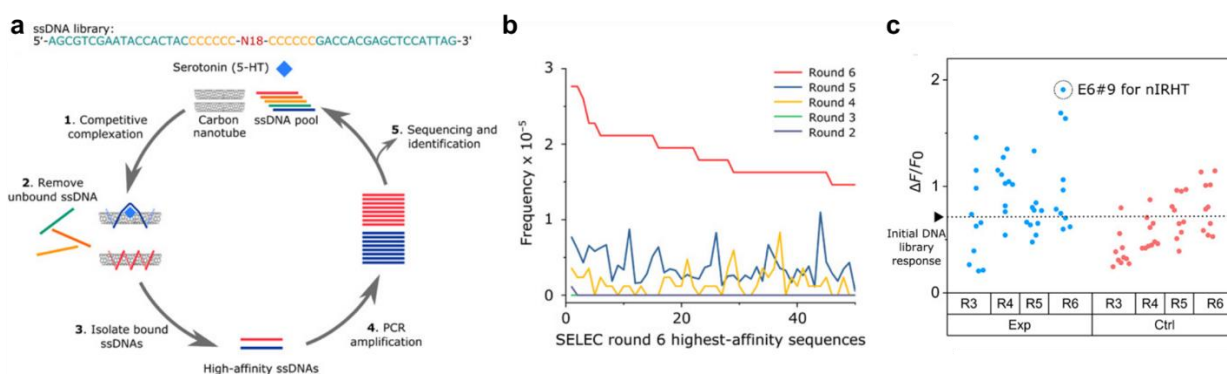 a
ssDNA library:
5'-AGCGTCGAATACCACTACCCCCCC-N18-CCCCCCGACCACGAGCTCCATTAG-3'
Serotonin (5-HT)
Carbon
nanotube
ssDNA pool
1. Competitive
complexation
2. Remove
unbound ssDNA
3. Isolate bound
ssDNAs
High-affinity ssDNAs
4. PCR
amplification
5. Sequencing and
identification
b
Frequency x 10⁻⁵
3
2
1
0
Round 6
Round 5
Round 4
Round 3
Round 2
0
20
40
SELEC round 6 highest-affinity sequences
c
ΔF/F0
2
1
0
E6#9 for nIRHT
Initial DNA
library
response
R3 R4 R5 R6 R3 R4 R5 R6
Exp Ctrl